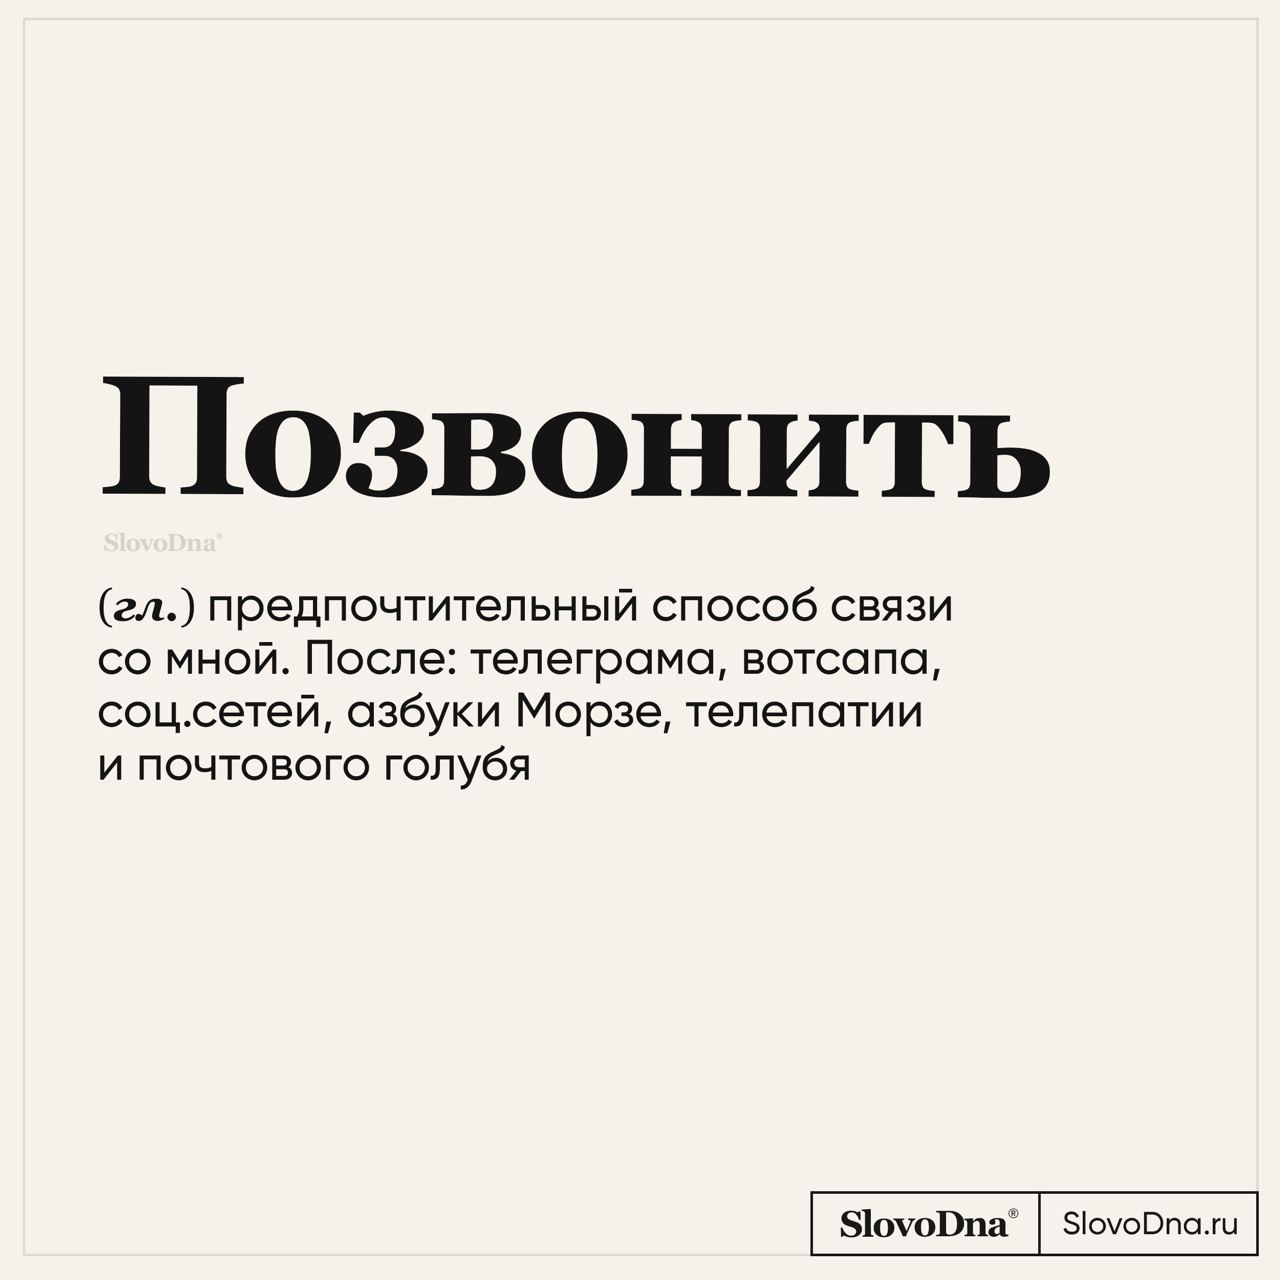 Позвонить
SlovoDna®
(гл.) предпочтительный способ связи
со мной. После: телеграма, вотсапа,
соц.сетей, азбуки Морзе, телепатии
и почтового голубя
SlovoDna® SlovoDna.ru